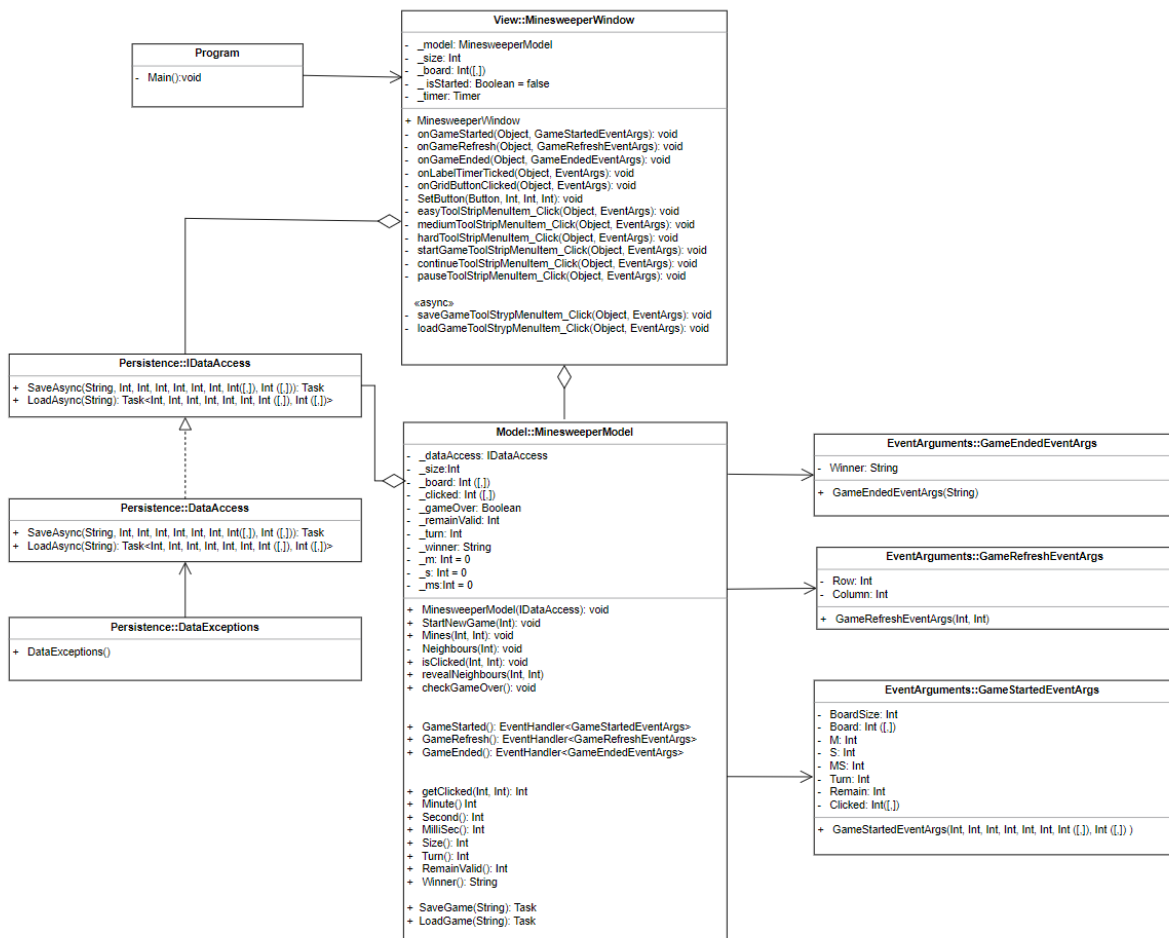 View::MinesweeperWindow
- _model: MinesweeperModel
- _size: Int
- _board: Int([,])
- _ isStarted: Boolean = false
- _timer: Timer
+ MinesweeperWindow
- onGameStarted(Object, GameStartedEventArgs): void
- onGameRefresh(Object, GameRefreshEventArgs): void
- onGameEnded(Object, GameEndedEventArgs): void
- onLabelTimerTicked(Object, EventArgs): void
- onGridButtonClicked(Object, EventArgs): void
- SetButton(Button, Int, Int, Int): void
- easyToolStripMenuItem_Click(Object, EventArgs): void
- mediumToolStripMenuItem_Click(Object, EventArgs): void
- hardToolStripMenuItem_Click(Object, EventArgs): void
- startGameToolStripMenuItem_Click(Object, EventArgs): void
- continueToolStripMenuItem_Click(Object, EventArgs): void
- pauseToolStripMenuItem_Click(Object, EventArgs): void
«async»
- saveGameToolStrypMenuItem_Click(Object, EventArgs): void
- loadGameToolStrypMenuItem_Click(Object, EventArgs): void
Program
- Main():void
Persistence::IDataAccess
+ SaveAsync(String, Int, Int, Int, Int, Int, Int, Int([,]), Int ([,])): Task
+ LoadAsync(String): Task<Int, Int, Int, Int, Int, Int, Int ([,]), Int ([,])>
Persistence::DataAccess
+ SaveAsync(String, Int, Int, Int, Int, Int, Int, Int([,]), Int ([,])): Task
+ LoadAsync(String): Task<Int, Int, Int, Int, Int, Int, Int ([,]), Int ([,])>
Persistence::DataExceptions
+ DataExceptions()
Model::MinesweeperModel
- _dataAccess: IDataAccess
- _size:Int
- _board: Int ([,])
- _clicked: Int ([,])
- _gameOver: Boolean
- _remainValid: Int
- _turn: Int
- _winner: String
- _m: Int = 0
- _s: Int = 0
- _ms:Int = 0
+ MinesweeperModel(IDataAccess): void
+ StartNewGame(Int): void
+ Mines(Int, Int): void
- Neighbours(Int): void
+ isClicked(Int, Int): void
+ revealNeighbours(Int, Int)
+ checkGameOver(): void
+ GameStarted(): EventHandler<GameStartedEventArgs>
+ GameRefresh(): EventHandler<GameRefreshEventArgs>
+ GameEnded(): EventHandler<GameEndedEventArgs>
+ getClicked(Int, Int): Int
+ Minute() Int
+ Second(): Int
+ MilliSec(): Int
+ Size(): Int
+ Turn(): Int
+ RemainValid(): Int
+ Winner(): String
+ SaveGame(String): Task
+ LoadGame(String): Task
EventArguments::GameEndedEventArgs
- Winner: String
+ GameEndedEventArgs(String)
EventArguments::GameRefreshEventArgs
- Row: Int
- Column: Int
+ GameRefreshEventArgs(Int, Int)
EventArguments::GameStartedEventArgs
- BoardSize: Int
- Board: Int ([,])
- M: Int
- S: Int
- MS: Int
- Turn: Int
- Remain: Int
- Clicked: Int([,])
+ GameStartedEventArgs(Int, Int, Int, Int, Int, Int, Int ([,]), Int ([,]) )